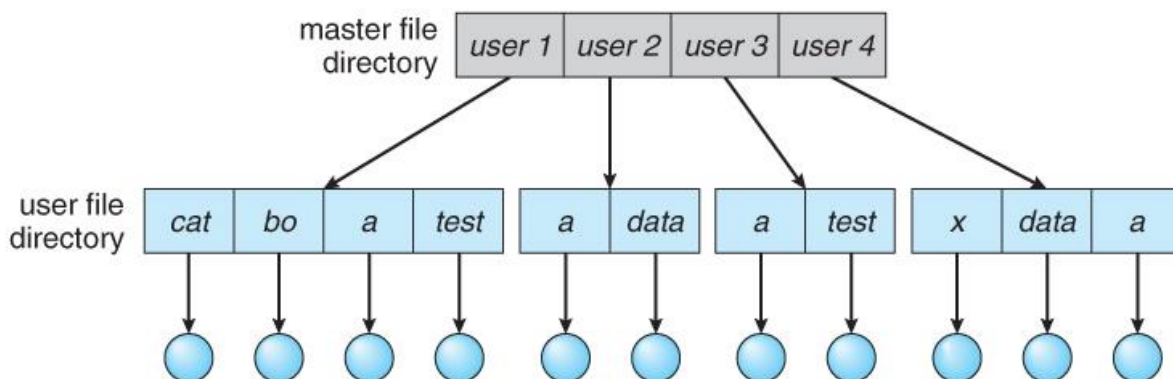 master file
directory
user 1 user 2 user 3 user 4
user file
directory
cat bo a test a data a test x data a